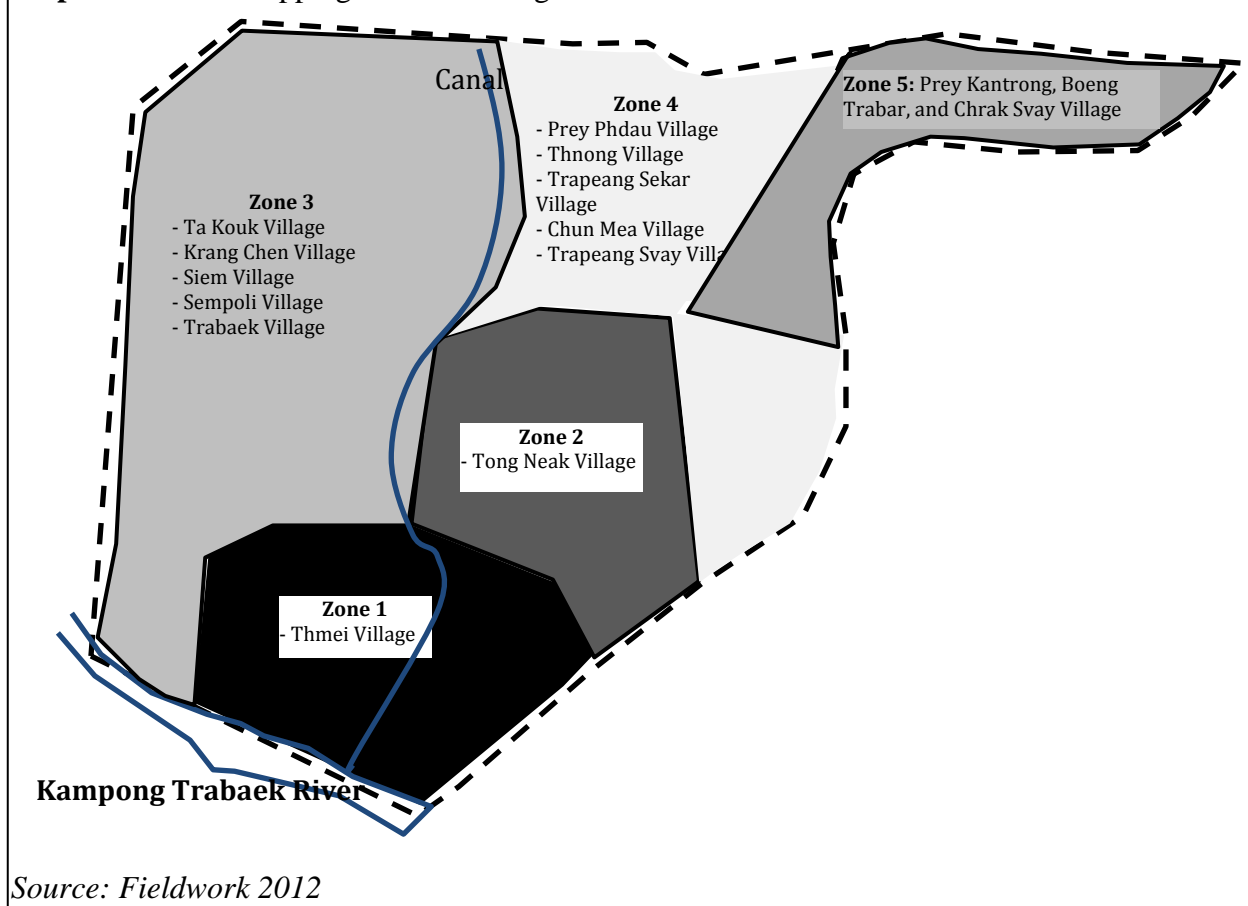 Canal
Zone 4
- Prey Phdau Village
- Thnong Village
- Trapeang Sekar
Village
- Chun Mea Village
- Trapeang Svay Villa
Zone 5: Prey Kantrong, Boeng
Trabar, and Chrak Svay Village
Zone 3
- Ta Kouk Village
- Krang Chen Village
- Siem Village
- Sempoli Village
- Trabaek Village
Zone 2
- Tong Neak Village
Zone 1
- Thmei Village
Kampong Trabaek River
Source: Fieldwork 2012